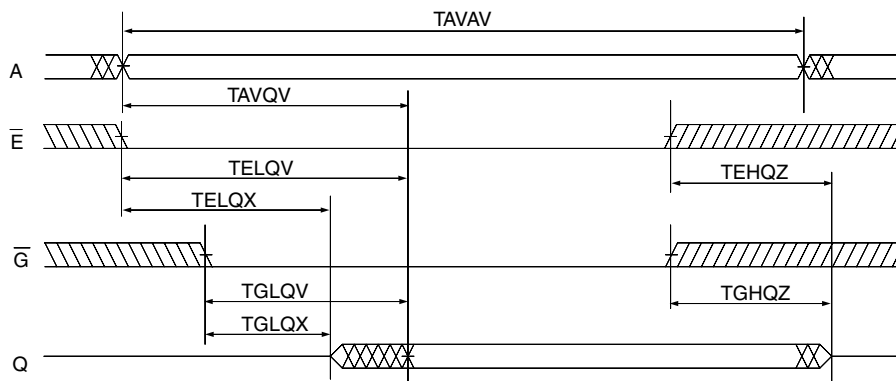 TAVAV
A
TAVQV
E
TELQV
TEHQZ
TELQX
G
TGLQV
TGHQZ
TGLQX
Q